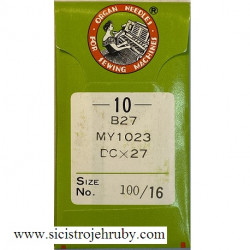 ORGAN NEEDLES
FOR SEWING MACHINES
®
10
B27
MY1023
DC×27
SIZE
No. 100/16
www.sicistrojehruby.com